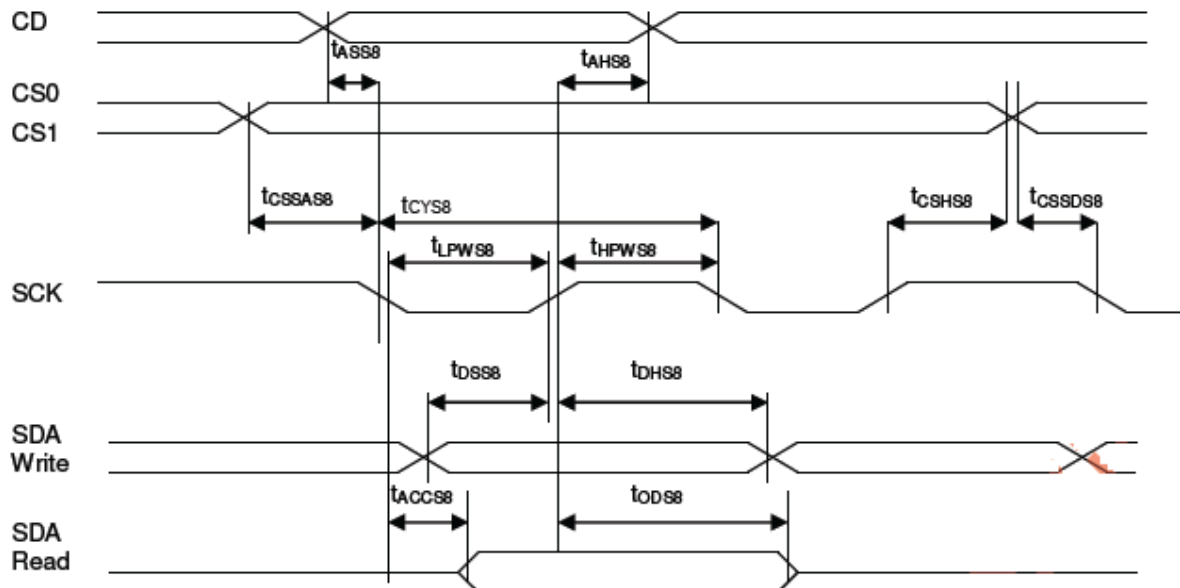 CD
tASS8
tAHS8
CS0
CS1
tCSSAS8
tCYS8
tCSHS8
tCSSDS8
tLPWS8
tHPWS8
SCK
tDSS8
tDHS8
SDA
Write
tACCS8
tODS8
SDA
Read